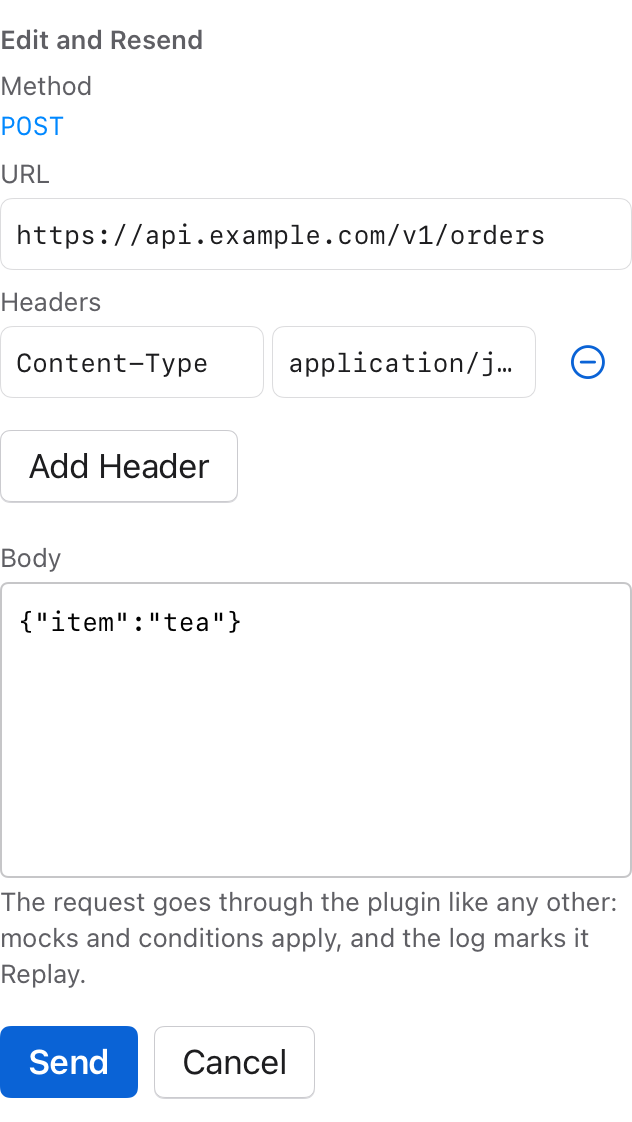 Edit and Resend
Method
POST
URL
https://api.example.com/v1/orders
Headers
Content-Type application/j…
Add Header
Body
{"item":"tea"}
The request goes through the plugin like any other:
mocks and conditions apply, and the log marks it
Replay.
Send Cancel